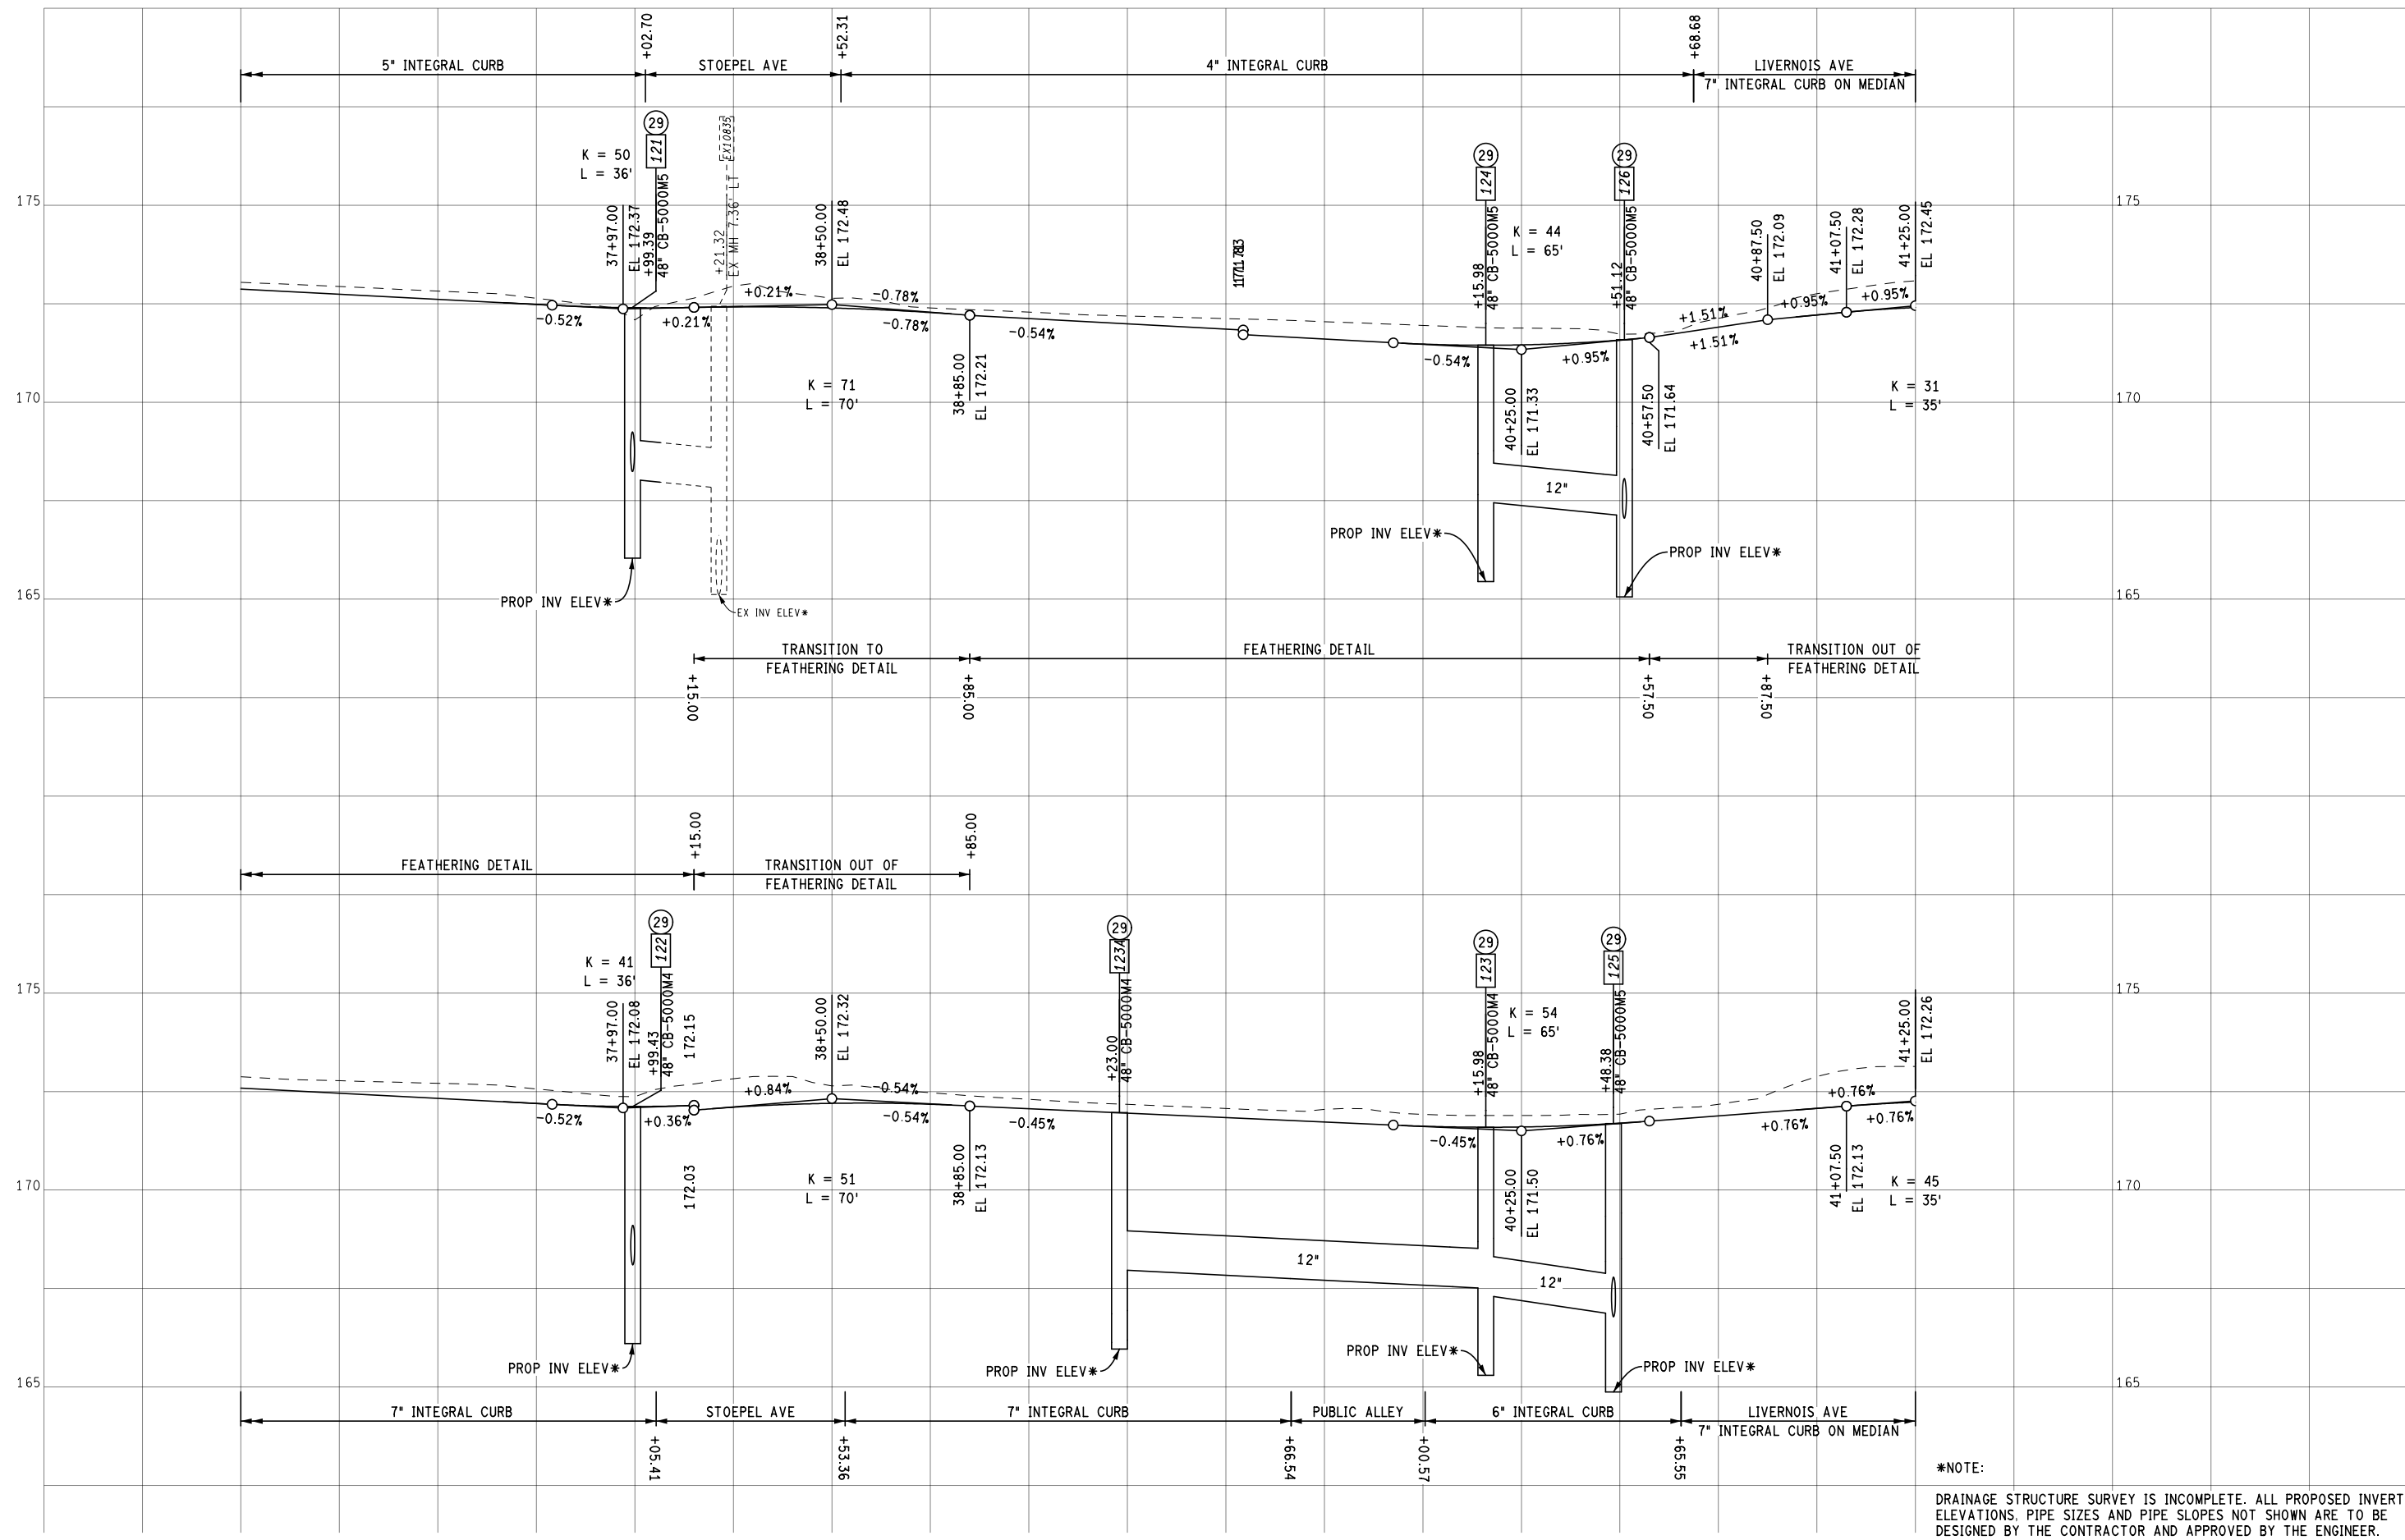 +02.70
+52.31
+68.68
5" INTEGRAL CURB
STOEPEL AVE
4" INTEGRAL CURB
LIVERNOIS AVE
7" INTEGRAL CURB ON MEDIAN
29
121
EX10835
K = 50
L = 36'
29
124
29
126
175
37+97.00
EL 172.37
+99.39
48" CB-5000M5
+21.32
EX MH 7.36' LT
38+50.00
EL 172.48
+15.98
48" CB-5000M5
K = 44
L = 65'
+51.12
48" CB-5000M5
40+87.50
EL 172.09
41+07.50
EL 172.28
41+25.00
EL 172.45
175
-0.52%
+0.21%
+0.21%
-0.78%
-0.78%
-0.54%
-0.54%
+0.95%
+1.51%
+1.51%
+0.95%
+0.95%
170
K = 71
L = 70'
38+85.00
EL 172.21
40+25.00
EL 171.33
40+57.50
EL 171.64
K = 31
L = 35'
170
12"
PROP INV ELEV*
PROP INV ELEV*
165
PROP INV ELEV*
EX INV ELEV*
165
TRANSITION TO
FEATHERING DETAIL
FEATHERING DETAIL
TRANSITION OUT OF
FEATHERING DETAIL
+15.00
+85.00
+57.50
+87.50
+15.00
+85.00
FEATHERING DETAIL
TRANSITION OUT OF
FEATHERING DETAIL
29
122
29
123A
29
123
29
125
K = 41
L = 36'
175
37+97.00
EL 172.08
+99.43
48" CB-5000M4
172.15
38+50.00
EL 172.32
+23.00
48" CB-5000M4
+15.98
48" CB-5000M4
K = 54
L = 65'
+48.38
48" CB-5000M5
41+25.00
EL 172.26
175
-0.52%
+0.36%
+0.84%
-0.54%
-0.54%
-0.45%
-0.45%
+0.76%
+0.76%
+0.76%
+0.76%
170
172.03
K = 51
L = 70'
38+85.00
EL 172.13
40+25.00
EL 171.50
41+07.50
EL 172.13
K = 45
L = 35'
170
12"
12"
PROP INV ELEV*
PROP INV ELEV*
PROP INV ELEV*
PROP INV ELEV*
165
165
7" INTEGRAL CURB
STOEPEL AVE
7" INTEGRAL CURB
PUBLIC ALLEY
6" INTEGRAL CURB
LIVERNOIS AVE
7" INTEGRAL CURB ON MEDIAN
+05.41
+53.36
+66.54
+00.57
+65.55
*NOTE:
DRAINAGE STRUCTURE SURVEY IS INCOMPLETE. ALL PROPOSED INVERT
ELEVATIONS, PIPE SIZES AND PIPE SLOPES NOT SHOWN ARE TO BE
DESIGNED BY THE CONTRACTOR AND APPROVED BY THE ENGINEER.